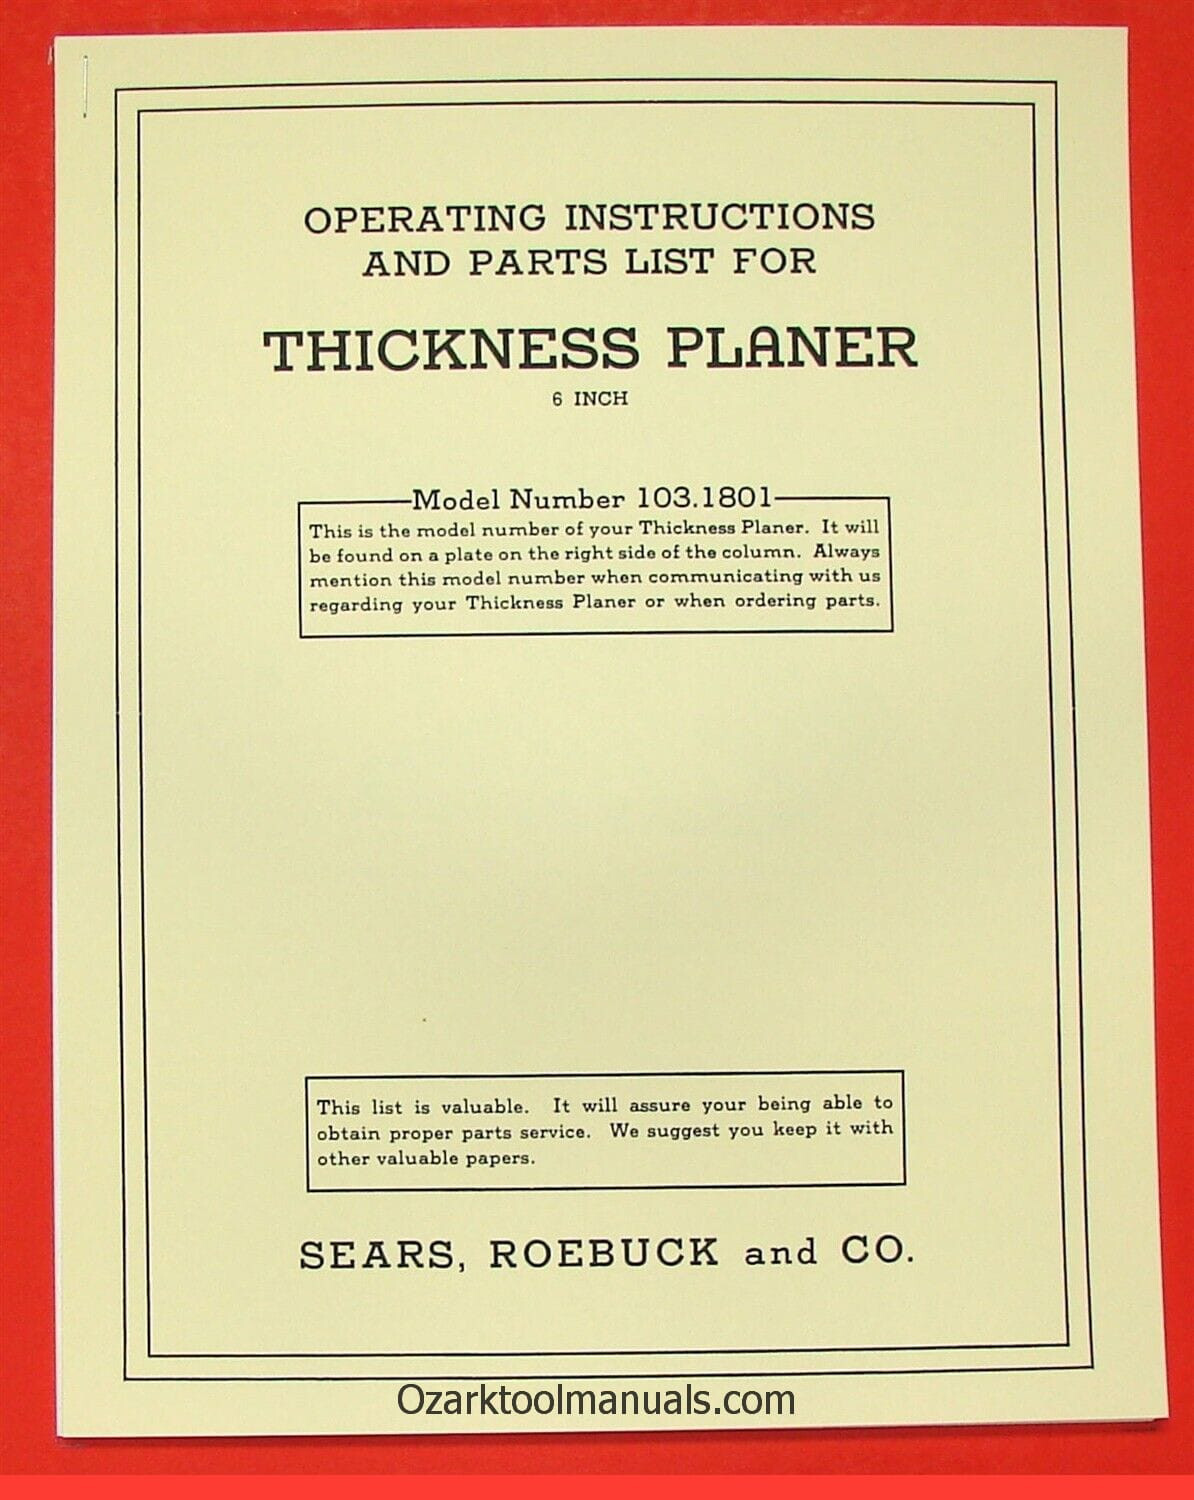 OPERATING INSTRUCTIONS
AND PARTS LIST FOR
THICKNESS PLANER
6 INCH
Model Number 103.1801
This is the model number of your Thickness Planer. It will
be found on a plate on the right side of the column. Always
mention this model number when communicating with us
regarding your Thickness Planer or when ordering parts.
This list is valuable. It will assure your being able to
obtain proper parts service. We suggest you keep it with
other valuable papers.
SEARS, ROEBUCK and CO.
Ozarktoolmanuals.com